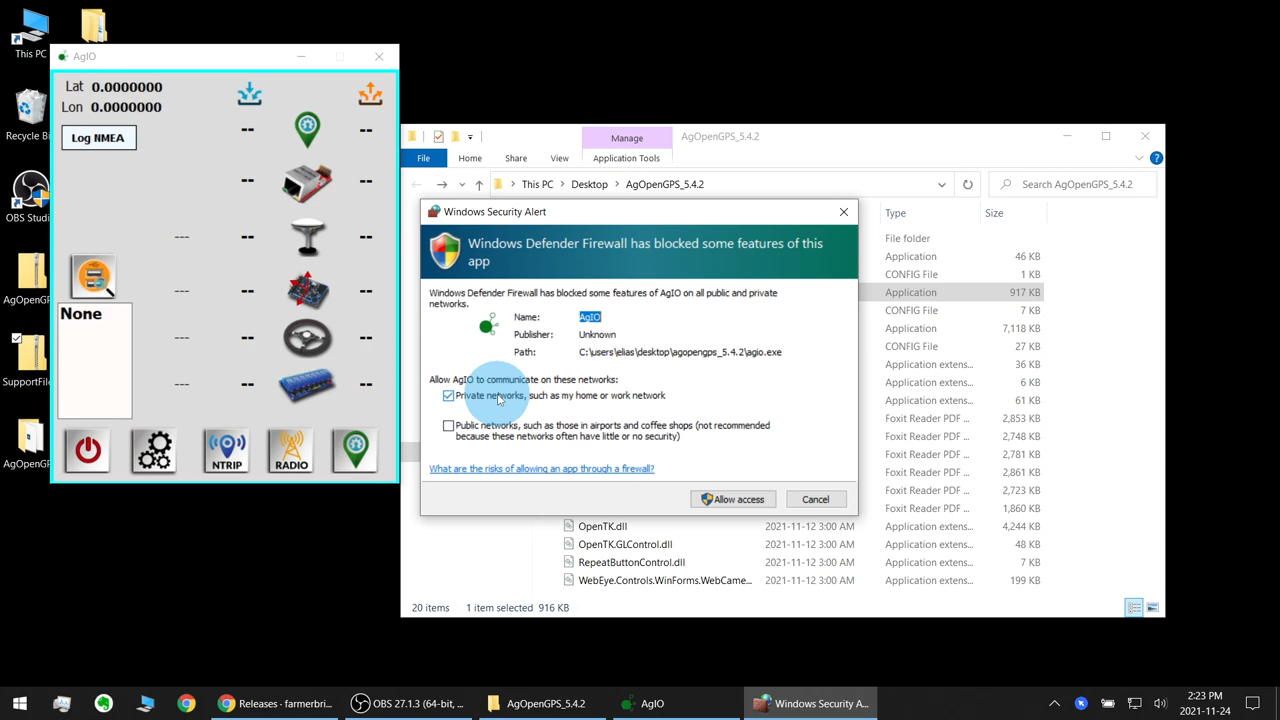 This PC
Recycle Bi
OBS Studi
AgOpenGP
SupportFile
AgOpenGP
AgIO
Lat 0.0000000
Lon 0.0000000
Log NMEA
-- --
-- --
--- -- --
--- -- --
--- -- --
--- -- --
None
NTRIP
RADIO
Manage
AgOpenGPS_5.4.2
File Home Share View Application Tools
This PC > Desktop > AgOpenGPS_5.4.2
Search AgOpenGPS_5.4.2
Type Size
File folder
Application 46 KB
CONFIG File 1 KB
Application 917 KB
CONFIG File 7 KB
Application 7,118 KB
CONFIG File 27 KB
Application extens... 36 KB
Application extens... 6 KB
Application extens... 61 KB
Foxit Reader PDF ... 2,853 KB
Foxit Reader PDF ... 2,748 KB
Foxit Reader PDF ... 2,781 KB
Foxit Reader PDF ... 2,861 KB
Foxit Reader PDF ... 2,723 KB
Foxit Reader PDF ... 1,860 KB
OpenTK.dll 2021-11-12 3:00 AM Application extens... 4,244 KB
OpenTK.GLControl.dll 2021-11-12 3:00 AM Application extens... 48 KB
RepeatButtonControl.dll 2021-11-12 3:00 AM Application extens... 7 KB
WebEye.Controls.WinForms.WebCame... 2021-11-12 3:00 AM Application extens... 199 KB
20 items 1 item selected 916 KB
Windows Security Alert
Windows Defender Firewall has blocked some features of this
app
Windows Defender Firewall has blocked some features of AgIO on all public and private
networks.
Name: AgIO
Publisher: Unknown
Path: C:\users\elias\desktop\agopengps_5.4.2\agio.exe
Allow AgIO to communicate on these networks:
Private networks, such as my home or work network
Public networks, such as those in airports and coffee shops (not recommended
because these networks often have little or no security)
What are the risks of allowing an app through a firewall?
Allow access Cancel
Releases · farmerbri...
OBS 27.1.3 (64-bit, ...
AgOpenGPS_5.4.2
AgIO
Windows Security A...
2:23 PM
2021-11-24